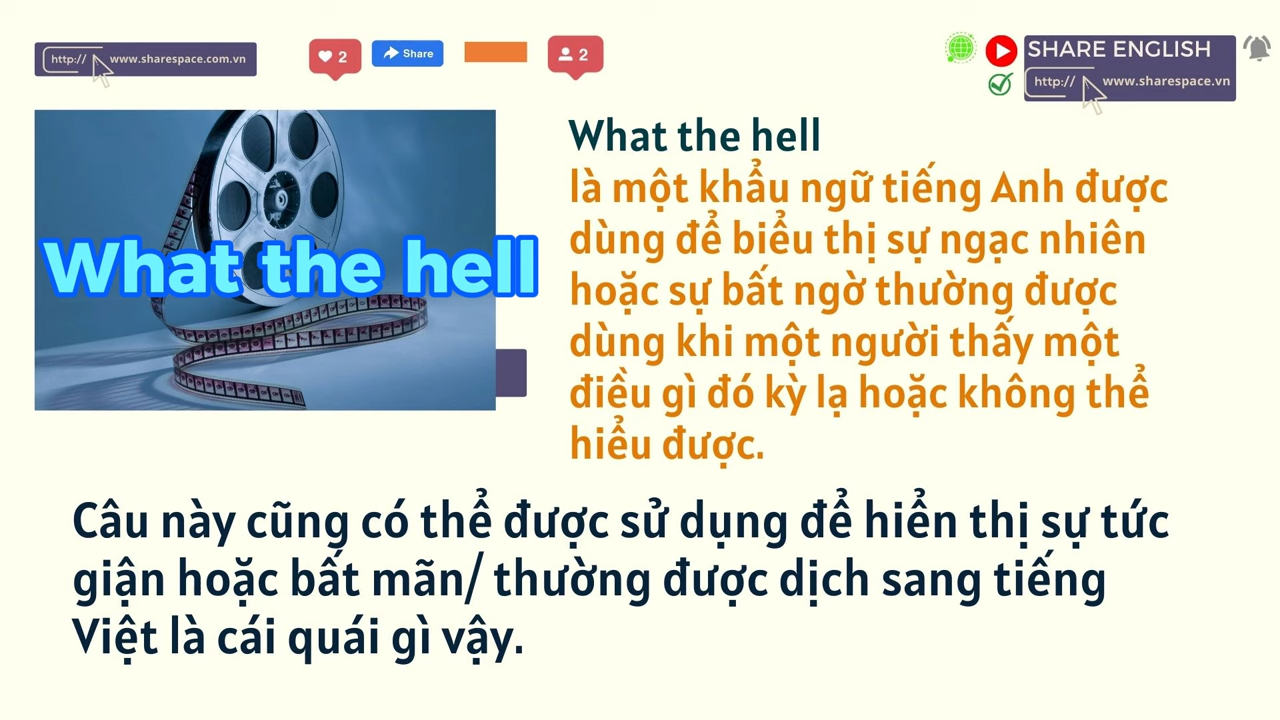 http:// www.sharespace.com.vn
2
Share
2
SHARE ENGLISH
http:// www.sharespace.vn
What the hell
What the hell
là một khẩu ngữ tiếng Anh được
dùng để biểu thị sự ngạc nhiên
hoặc sự bất ngờ thường được
dùng khi một người thấy một
điều gì đó kỳ lạ hoặc không thể
hiểu được.
Câu này cũng có thể được sử dụng để hiển thị sự tức
giận hoặc bất mãn/ thường được dịch sang tiếng
Việt là cái quái gì vậy.